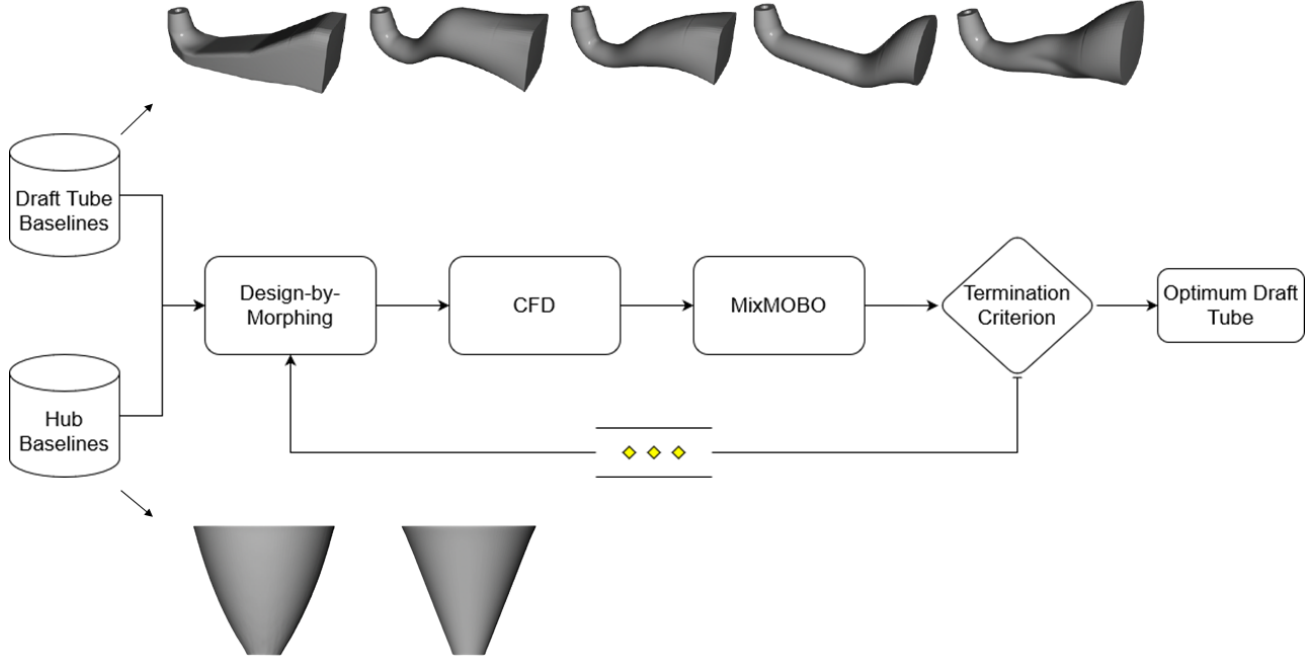 Draft Tube
Baselines
Design-by-
Morphing
CFD
MixMOBO
Termination
Criterion
Optimum Draft
Tube
Hub
Baselines